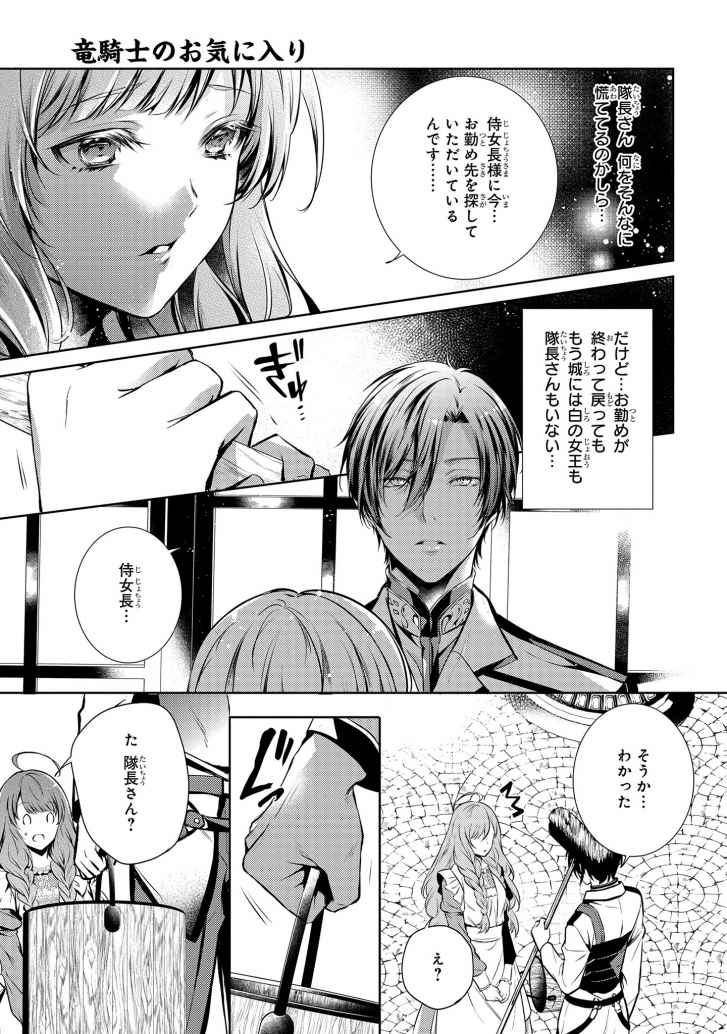 竜騎士のお気に入り
隊長さん 何をそんなに
慌ててるのかしら…
侍女長様に今…
お勤め先を探して
いただいている
んです……
だけど…お勤めが
終わって戻っても
もう城には白の女王も
隊長さんもいない…
ぎゅっ
侍女長…
そうか…
わかった
え?
た 隊長さん?